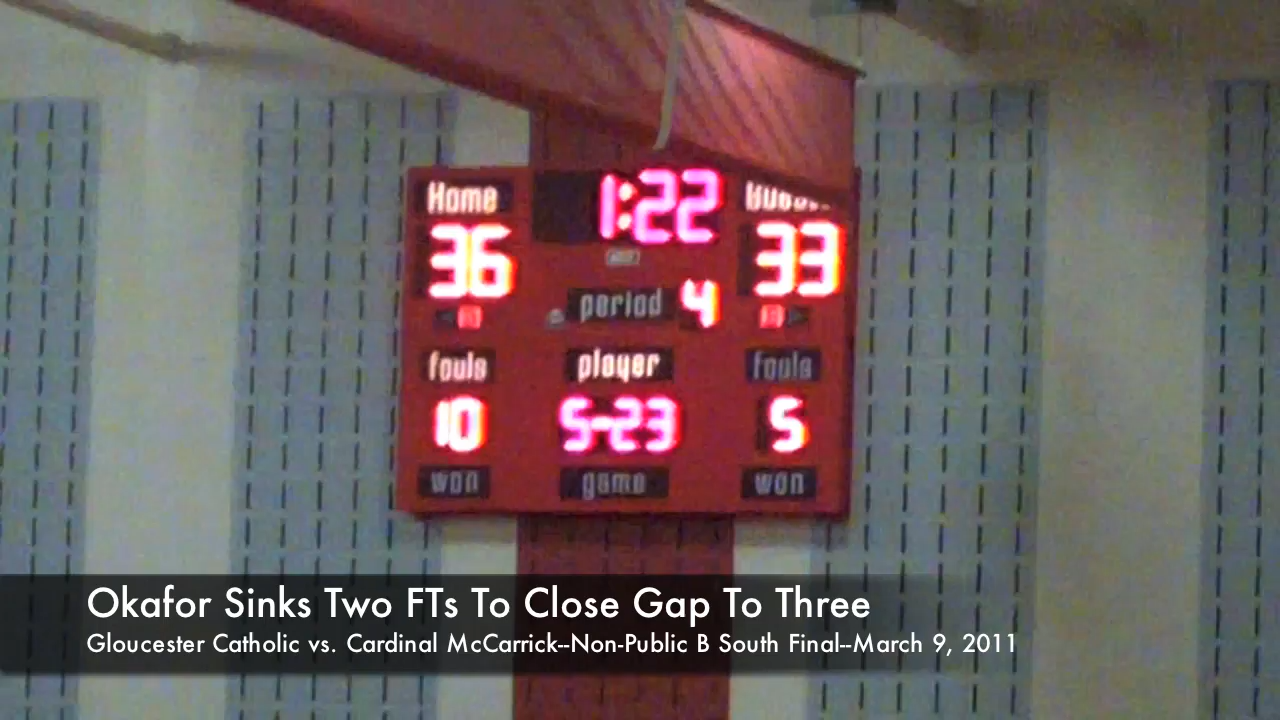 Home 1:22
36 33
period 4
fouls player fouls
10 5-23 5
won game won
Okafor Sinks Two FTs To Close Gap To Three
Gloucester Catholic vs. Cardinal McCarrick--Non-Public B South Final--March 9, 2011